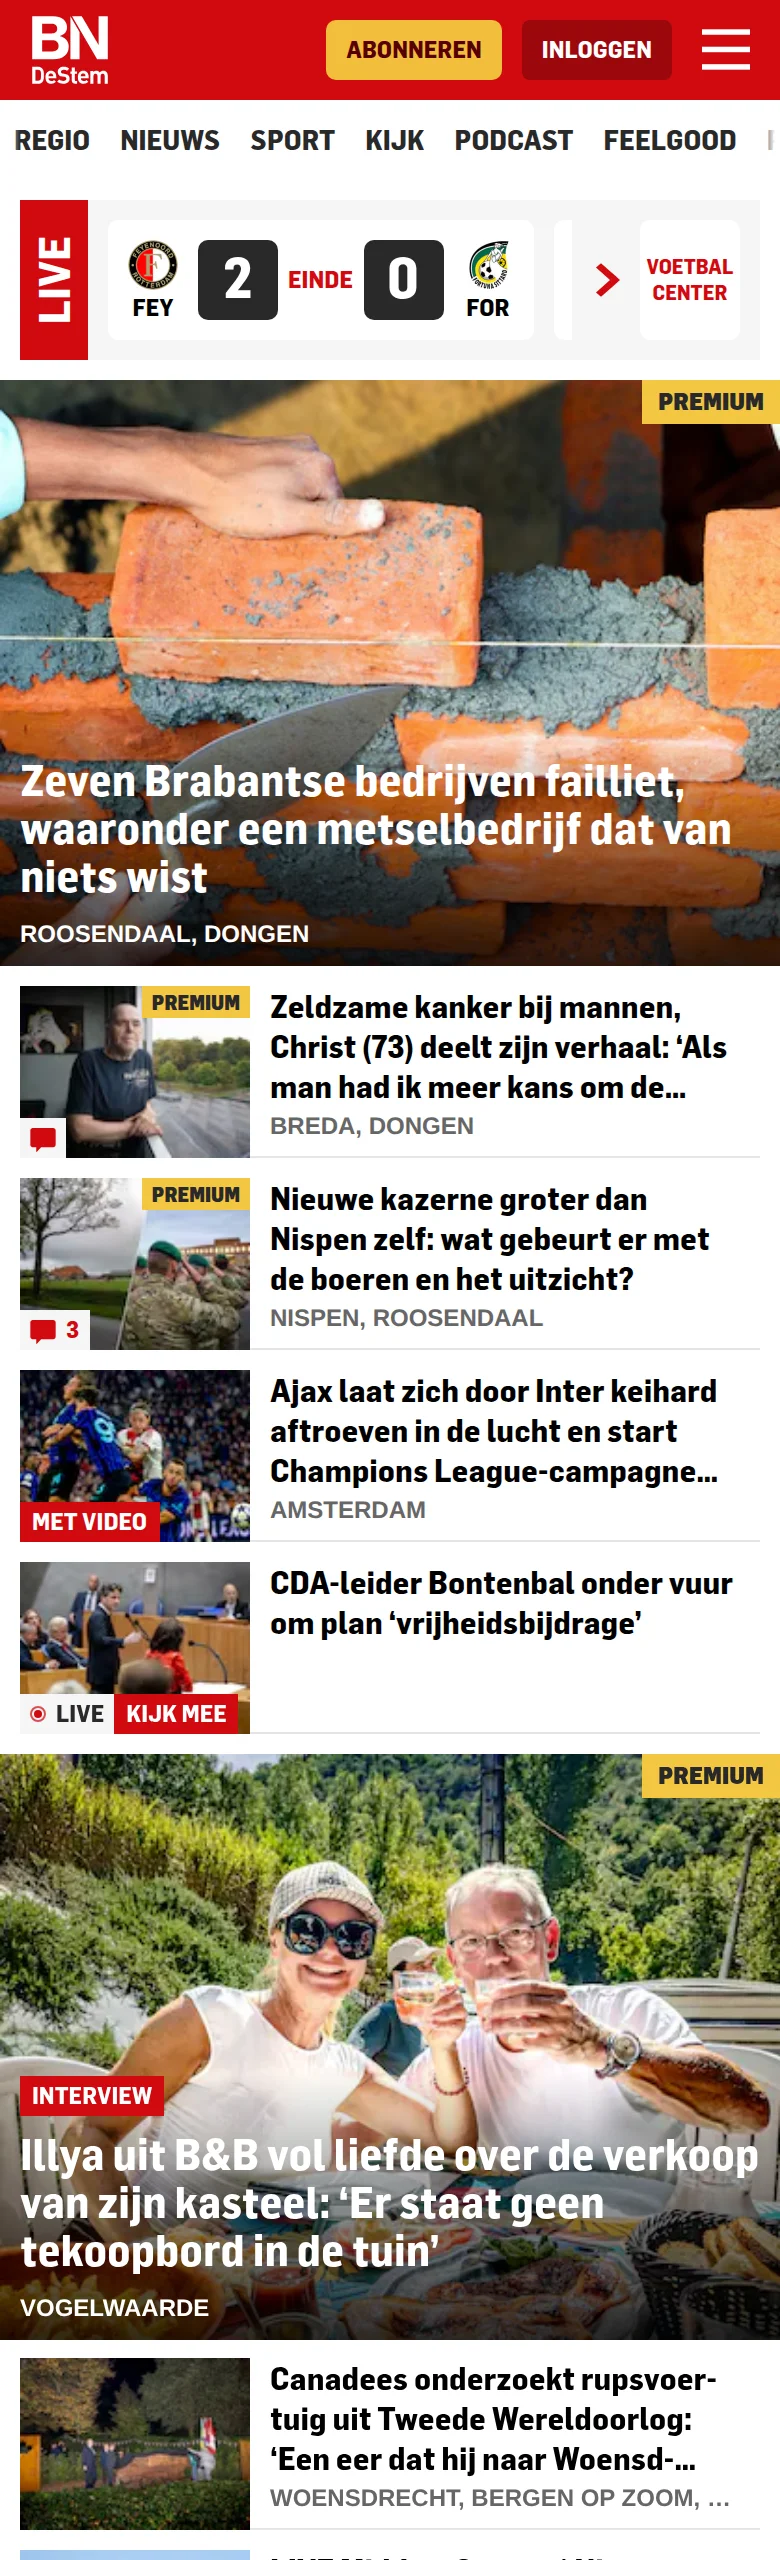 BN
DeStem
ABONNEREN
INLOGGEN
REGIO NIEUWS SPORT KIJK PODCAST FEELGOOD
LIVE
FEY
2
EINDE
0
FOR
VOETBAL
CENTER
PREMIUM
Zeven Brabantse bedrijven failliet,
waaronder een metselbedrijf dat van
niets wist
ROOSENDAAL, DONGEN
PREMIUM
Zeldzame kanker bij mannen,
Christ (73) deelt zijn verhaal: ‘Als
man had ik meer kans om de...
BREDA, DONGEN
PREMIUM
3
Nieuwe kazerne groter dan
Nispen zelf: wat gebeurt er met
de boeren en het uitzicht?
NISPEN, ROOSENDAAL
MET VIDEO
Ajax laat zich door Inter keihard
aftroeven in de lucht en start
Champions League-campagne...
AMSTERDAM
LIVE KIJK MEE
CDA-leider Bontenbal onder vuur
om plan ‘vrijheidsbijdrage’
PREMIUM
INTERVIEW
Illya uit B&B vol liefde over de verkoop
van zijn kasteel: ‘Er staat geen
tekoopbord in de tuin’
VOGELWAARDE
Canadees onderzoekt rupsvoer-
tuig uit Tweede Wereldoorlog:
‘Een eer dat hij naar Woensd-...
WOENSDRECHT, BERGEN OP ZOOM, ...